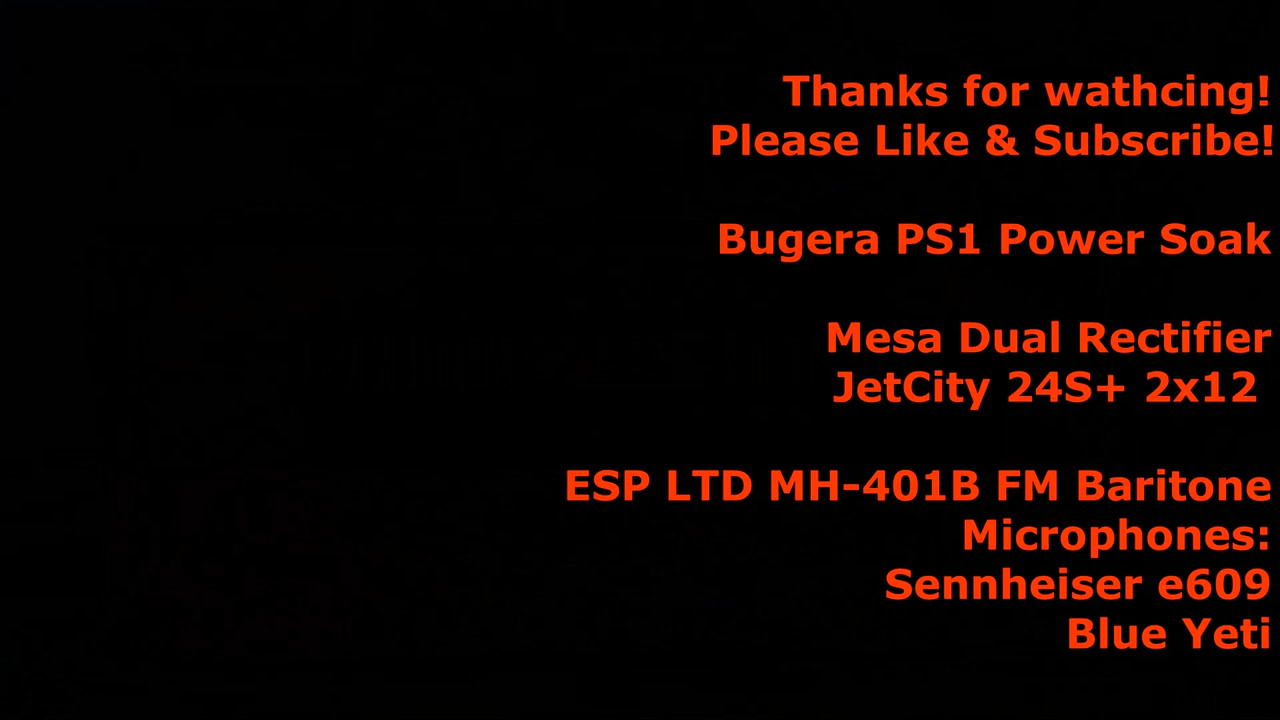 Thanks for wathcing!
Please Like & Subscribe!
Bugera PS1 Power Soak
Mesa Dual Rectifier
JetCity 24S+ 2x12
ESP LTD MH-401B FM Baritone
Microphones:
Sennheiser e609
Blue Yeti